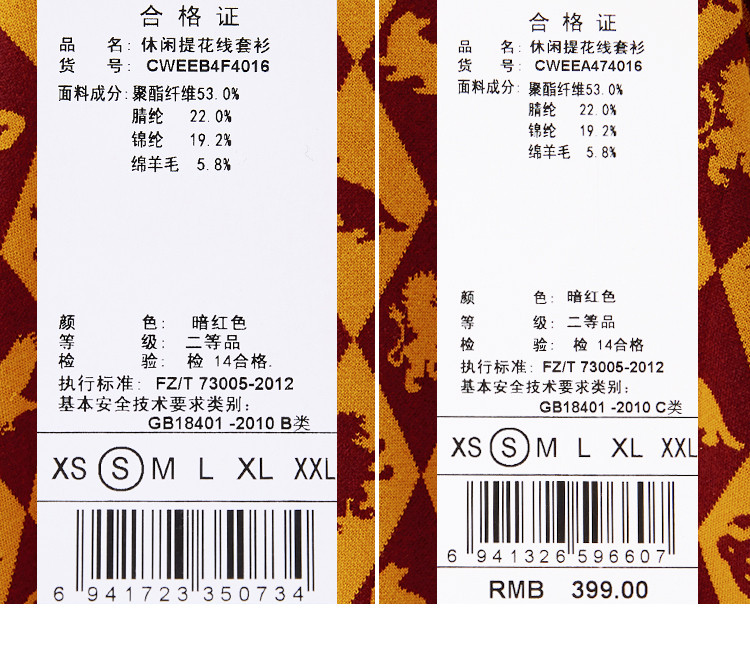 合格证
品 名: 休闲提花线套衫
货 号: CWEEB4F4016
面料成分: 聚酯纤维53.0%
腈纶 22.0%
锦纶 19.2%
绵羊毛 5.8%
颜 色: 暗红色
等 级: 二等品
检 验: 检 14合格.
执行标准: FZ/T 73005-2012
基本安全技术要求类别:
GB18401 -2010 B类
XS S M L XL XXL
6 941723 350734
合格证
品 名: 休闲提花线套衫
货 号: CWEEA474016
面料成分: 聚酯纤维53.0%
腈纶 22.0%
锦纶 19.2%
绵羊毛 5.8%
颜 色: 暗红色
等 级: 二等品
检 验: 检 14合格
执行标准: FZ/T 73005-2012
基本安全技术要求类别:
GB18401 -2010 C类
XS S M L XL XXL
6 941326 596607
RMB 399.00